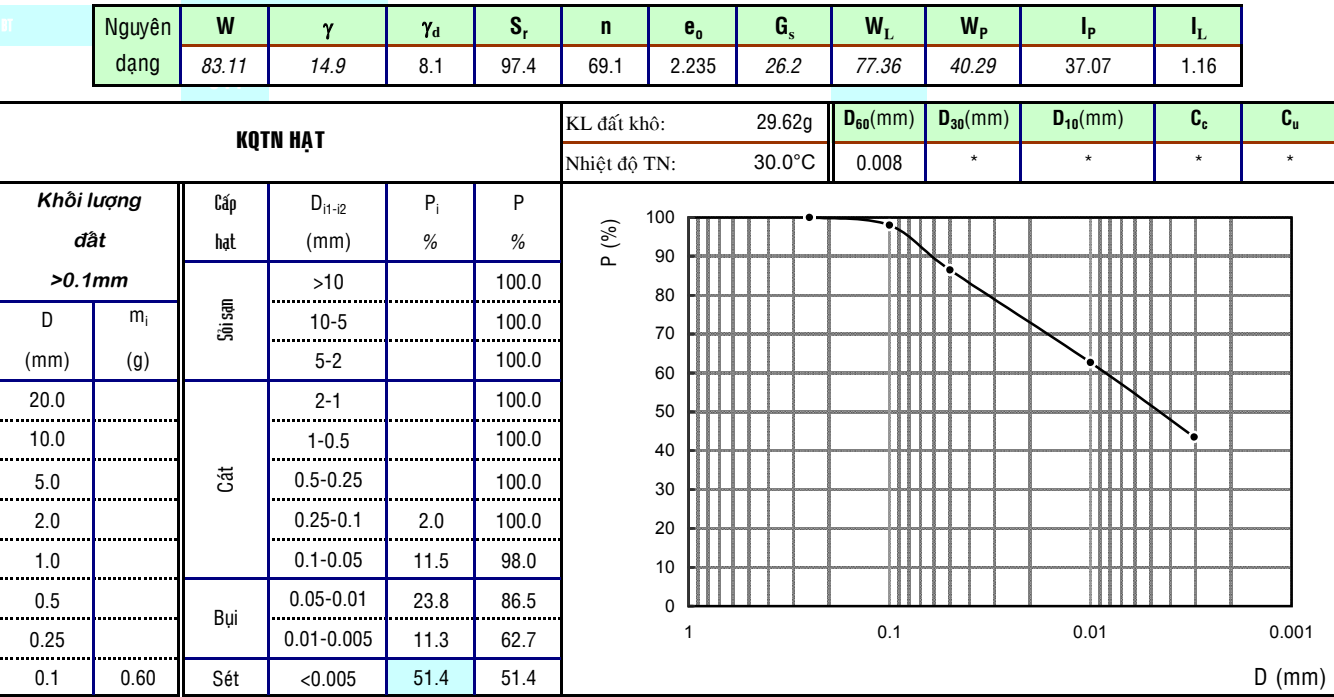 Nguyên dạng W γ γd Sr n eo Gs WL WP IP IL
83.11 14.9 8.1 97.4 69.1 2.235 26.2 77.36 40.29 37.07 1.16
KQTN HẠT
KL đất khô: 29.62g
Nhiệt độ TN: 30.0°C
D60(mm) D30(mm) D10(mm) Cc Cu
0.008 * * * *
Khồi lượng
đât
>0.1mm
D mi
(mm) (g)
20.0
10.0
5.0
2.0
1.0
0.5
0.25
0.1 0.60
Cấp Di1-i2 Pi P
hạt (mm) % %
Sỏi sạn
>10 100.0
10-5 100.0
5-2 100.0
Cát
2-1 100.0
1-0.5 100.0
0.5-0.25 100.0
0.25-0.1 2.0 100.0
0.1-0.05 11.5 98.0
Bụi
0.05-0.01 23.8 86.5
0.01-0.005 11.3 62.7
Sét <0.005 51.4 51.4
P (%)
100
90
80
70
60
50
40
30
20
10
0
1 0.1 0.01 0.001
D (mm)